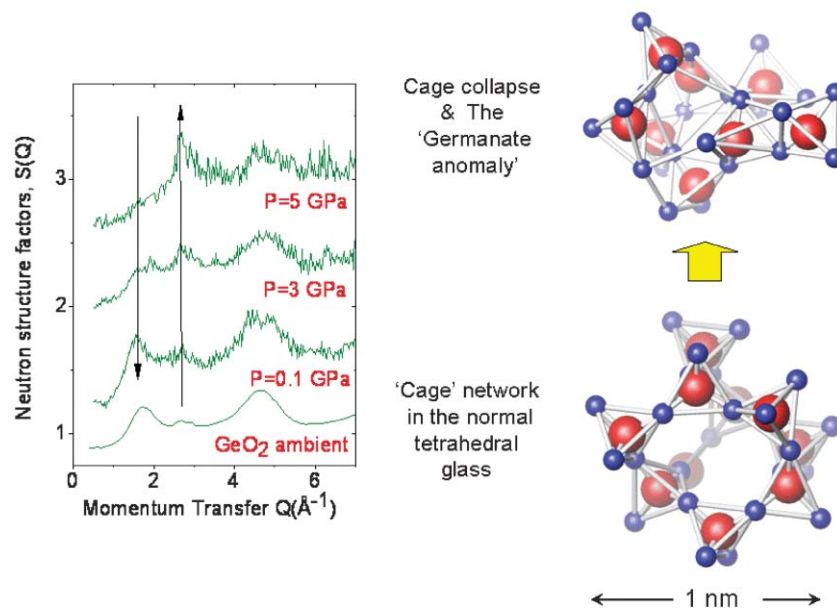 Neutron structure factors, S(Q)
3
2
1
P=5 GPa
P=3 GPa
P=0.1 GPa
GeO₂ ambient
0 2 4 6
Momentum Transfer Q(Å⁻¹)
Cage collapse
& The
‘Germanate
anomaly’
‘Cage’ network
in the normal
tetrahedral
glass
1 nm